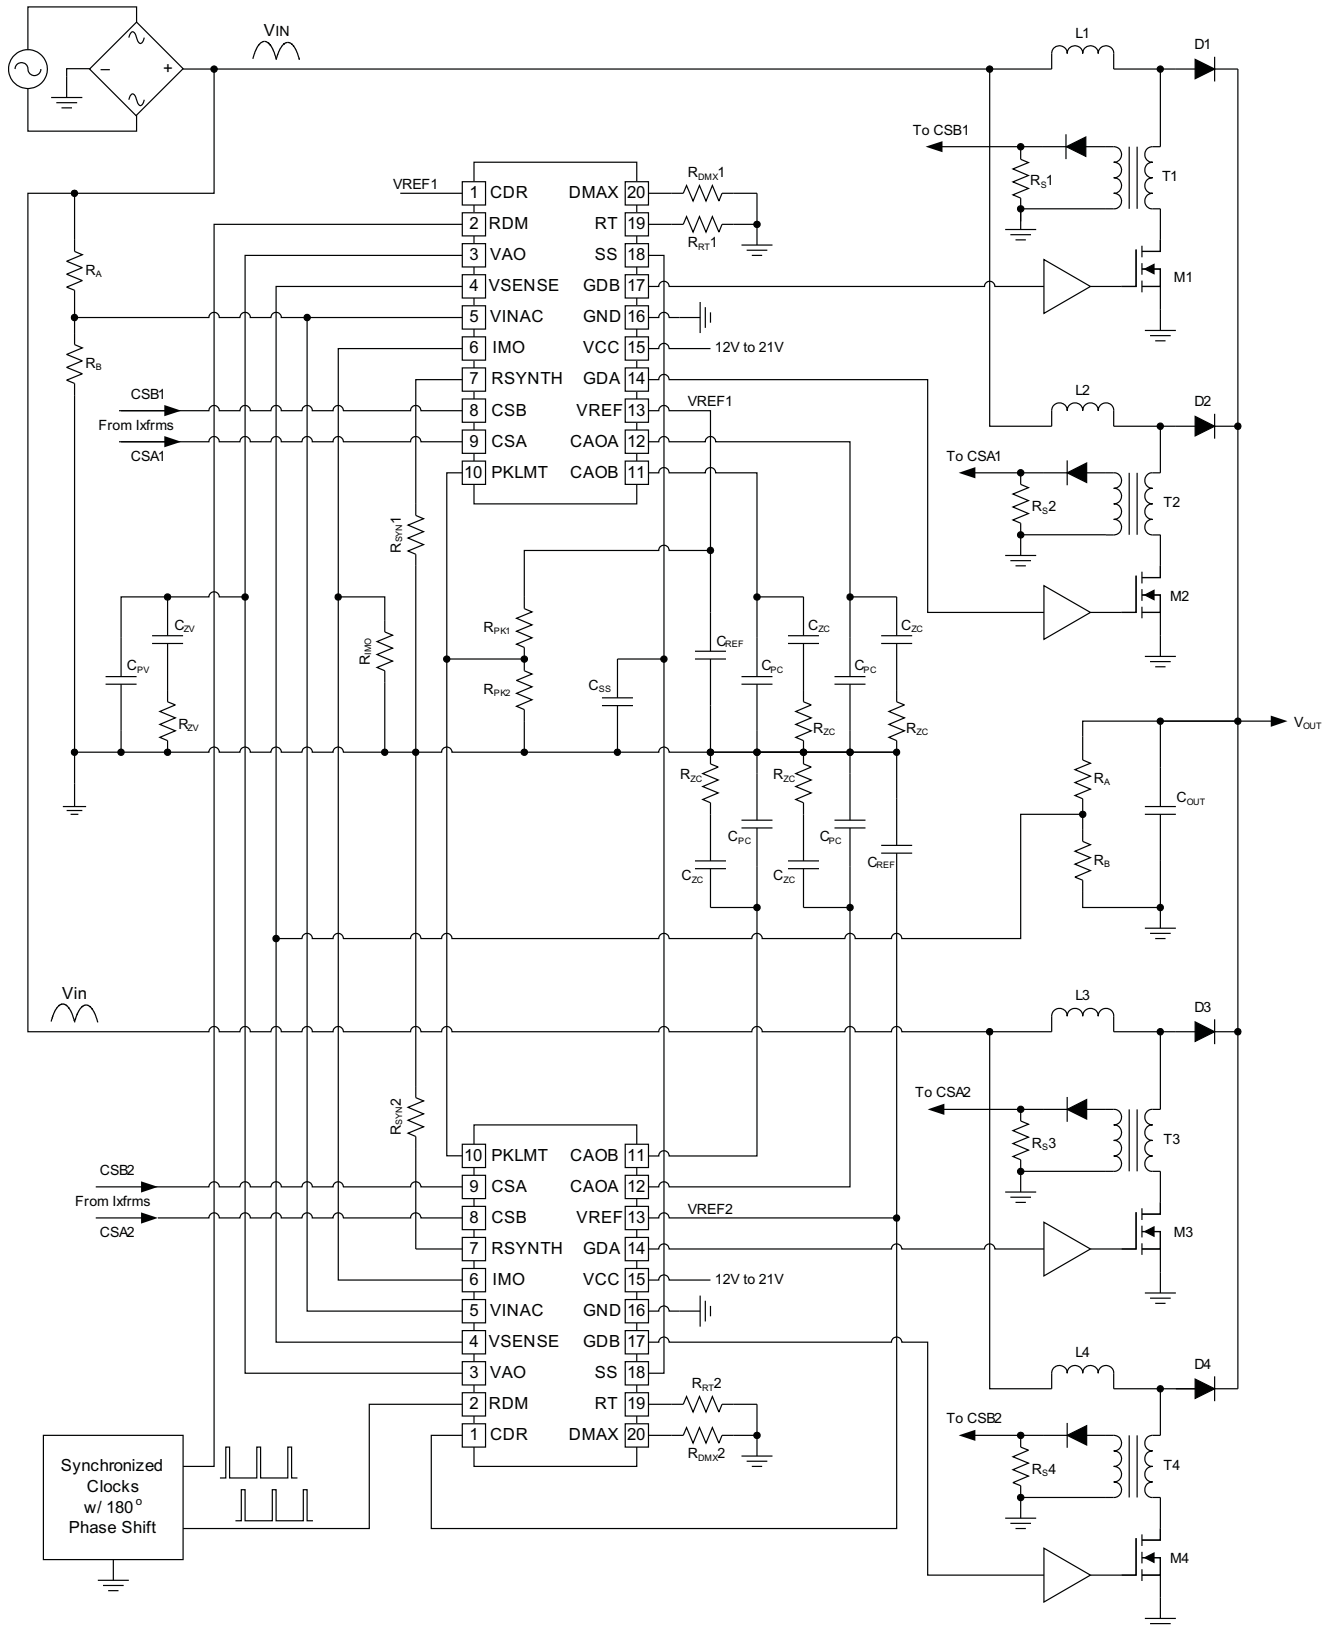 VIN
L1
D1
To CSB1
RS1
T1
M1
VREF1
1 CDR DMAX 20
RDMX1
2 RDM RT 19
RRT1
3 VAO SS 18
4 VSENSE GDB 17
5 VINAC GND 16
6 IMO VCC 15
12V to 21V
7 RSYNTH GDA 14
8 CSB VREF 13
VREF1
9 CSA CAOA 12
10 PKLMT CAOB 11
RA
RB
CSB1
From Ixfrms
CSA1
L2
D2
To CSA1
RS2
T2
M2
RSYN1
CZV
CPV
RZV
RIMO
RPK1
RPK2
CSS
CREF
CPC
CZC
RZC
CPC
CZC
RZC
VOUT
RA
COUT
RB
RZC
CPC
CZC
RZC
CPC
CZC
CREF
Vin
L3
D3
To CSA2
RS3
T3
M3
RSYN2
10 PKLMT CAOB 11
CSB2
From Ixfrms
CSA2
9 CSA CAOA 12
8 CSB VREF 13
VREF2
7 RSYNTH GDA 14
6 IMO VCC 15
12V to 21V
5 VINAC GND 16
4 VSENSE GDB 17
3 VAO SS 18
2 RDM RT 19
RRT2
1 CDR DMAX 20
RDMX2
L4
D4
To CSB2
RS4
T4
M4
Synchronized
Clocks
w/ 180°
Phase Shift